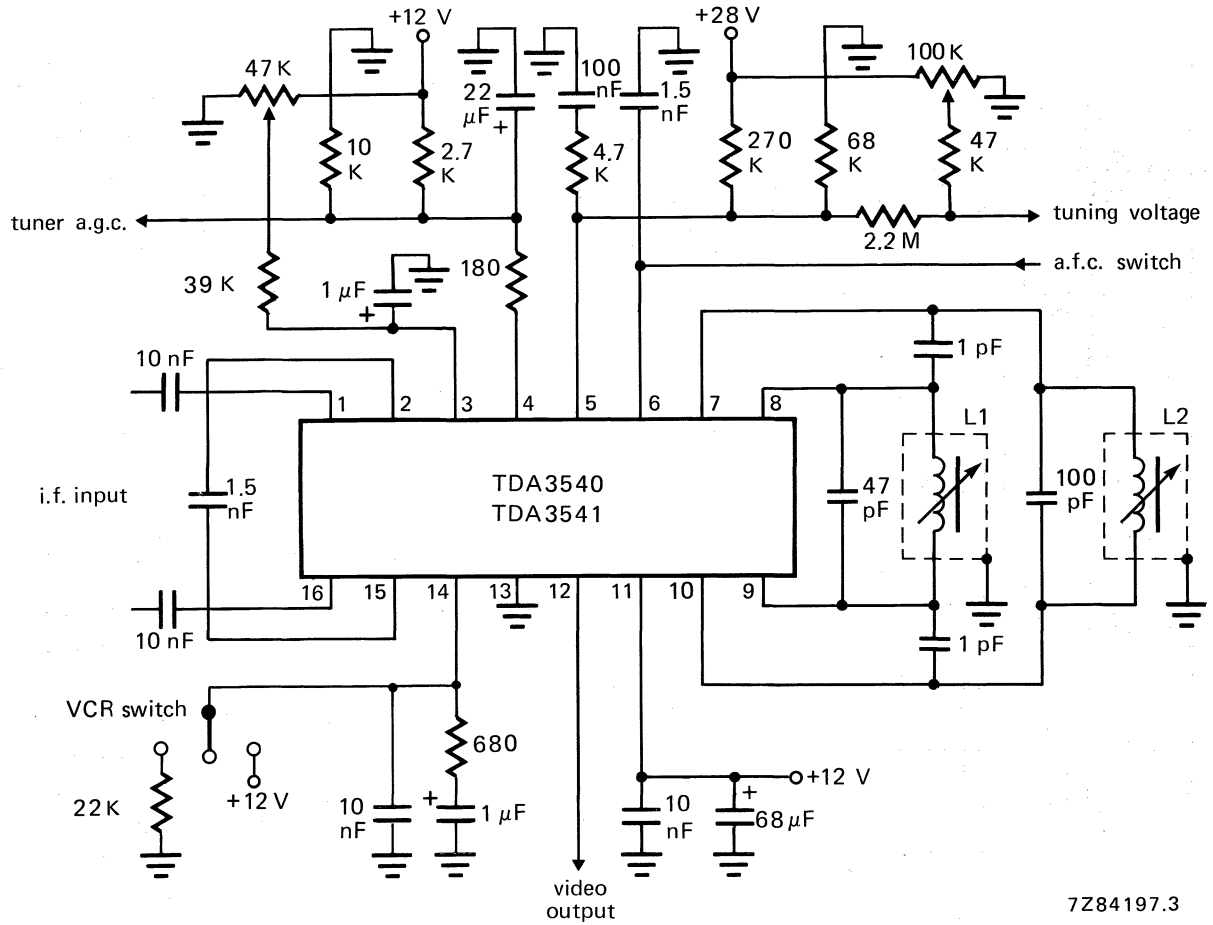 +12 V
+28 V
47 K
100 K
22
µF
+
100
nF
1.5
nF
10
K
2.7
K
4.7
K
270
K
68
K
47
K
tuner a.g.c.
tuning voltage
2.2 M
39 K
1 µF
+
180
a.f.c. switch
10 nF
1 pF
1
2
3
4
5
6
7
8
L1
L2
i.f. input
1.5
nF
TDA3540
TDA3541
47
pF
100
pF
16
15
14
13
12
11
10
9
10 nF
1 pF
VCR switch
680
22 K
+12 V
10
nF
+
1 µF
10
nF
+
68 µF
+12 V
video
output
7Z84197.3